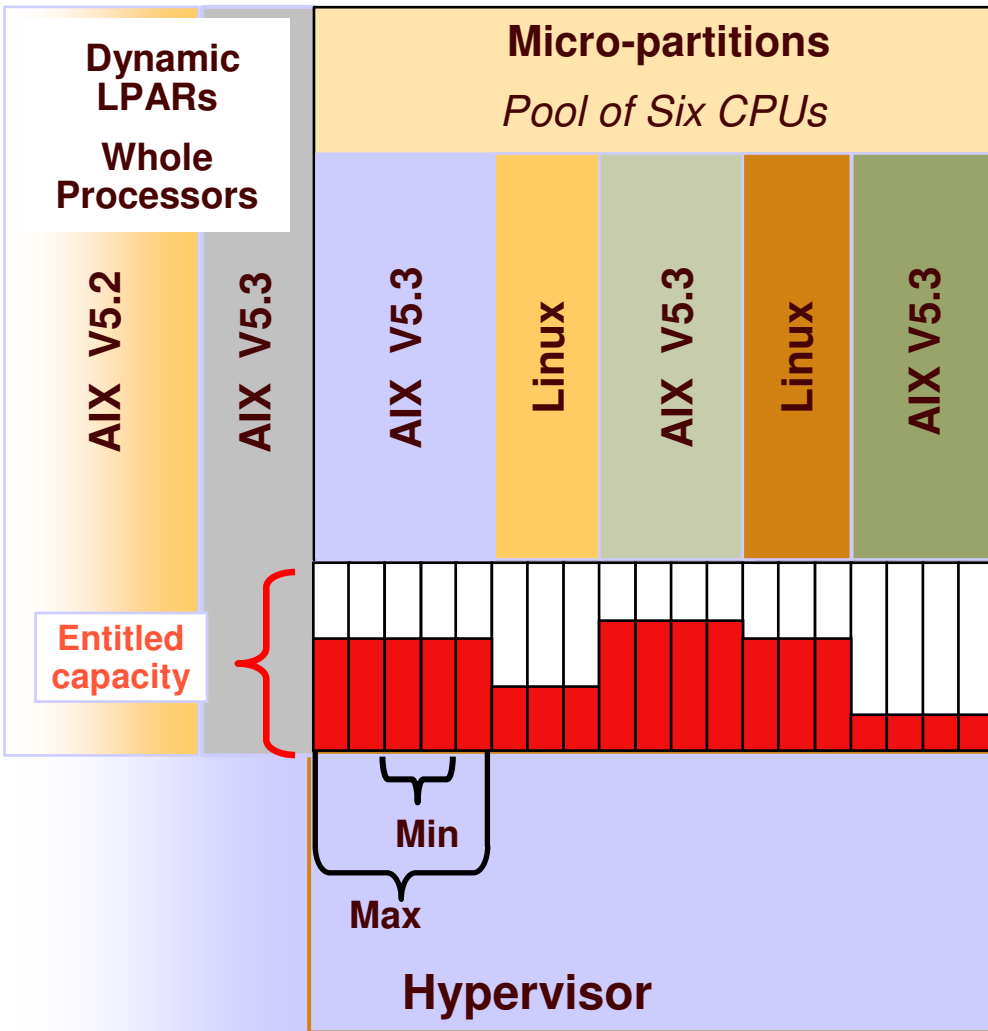 Dynamic
LPARs
Whole
Processors
Micro-partitions
Pool of Six CPUs
AIX V5.2
AIX V5.3
AIX V5.3
Linux
AIX V5.3
Linux
AIX V5.3
Entitled
capacity
Min
Max
Hypervisor